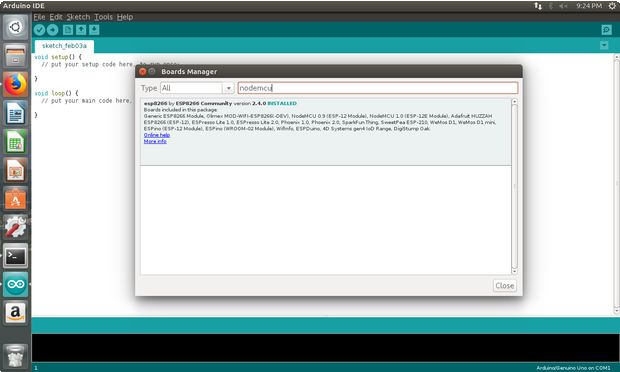 Arduino IDE
9:24 PM
File Edit Sketch Tools Help
sketch_feb03a
void setup() {
// put your setup code here, to run once:
}
void loop() {
// put your main code here,
}
Boards Manager
Type All
nodemcu
esp8266 by ESP8266 Community version 2.4.0 INSTALLED
Boards included in this package:
Generic ESP8266 Module, Olimex MOD-WIFI-ESP8266(-DEV), NodeMCU 0.9 (ESP-12 Module), NodeMCU 1.0 (ESP-12E Module), Adafruit HUZZAH
ESP8266 (ESP-12), ESPresso Lite 1.0, ESPresso Lite 2.0, Phoenix 1.0, Phoenix 2.0, SparkFun Thing, SweetPea ESP-210, WeMos D1, WeMos D1 mini,
ESPino (ESP-12 Module), ESPino (WROOM-02 Module), WifInfo, ESPDuino, 4D Systems gen4 IoD Range, DigiStump Oak.
Online help
More info
Close
1
Arduino/Genuino Uno on COM1